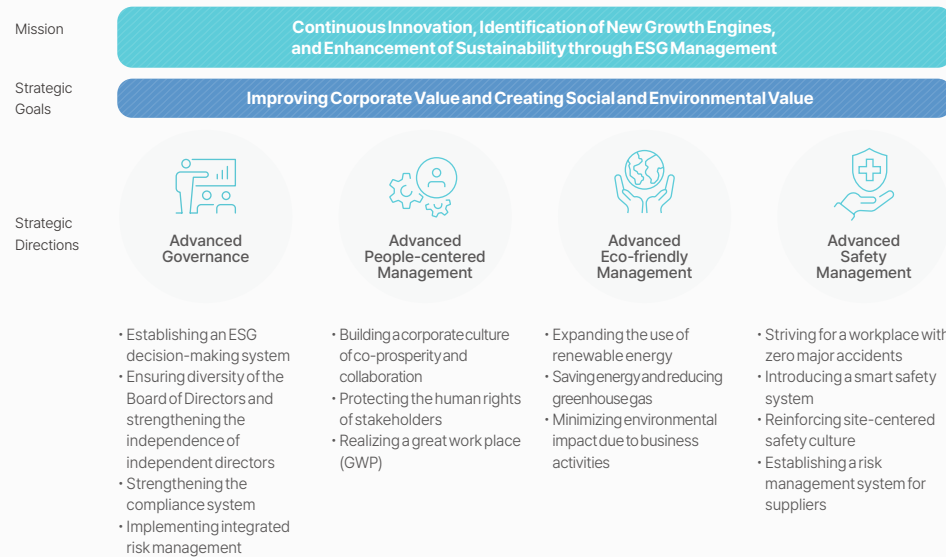 Mission
Continuous Innovation, Identification of New Growth Engines,
and Enhancement of Sustainability through ESG Management
Strategic
Goals
Improving Corporate Value and Creating Social and Environmental Value
Strategic
Directions
Advanced
Governance
Advanced
People-centered
Management
Advanced
Eco-friendly
Management
Advanced
Safety
Management
• Establishing an ESG
decision-making system
• Ensuring diversity of the
Board of Directors and
strengthening the
independence of
independent directors
• Strengthening the
compliance system
• Implementing integrated
risk management
• Building a corporate culture
of co-prosperity and
collaboration
• Protecting the human rights
of stakeholders
• Realizing a great work place
(GWP)
• Expanding the use of
renewable energy
• Saving energy and reducing
greenhouse gas
• Minimizing environmental
impact due to business
activities
• Striving for a workplace with
zero major accidents
• Introducing a smart safety
system
• Reinforcing site-centered
safety culture
• Establishing a risk
management system for
suppliers